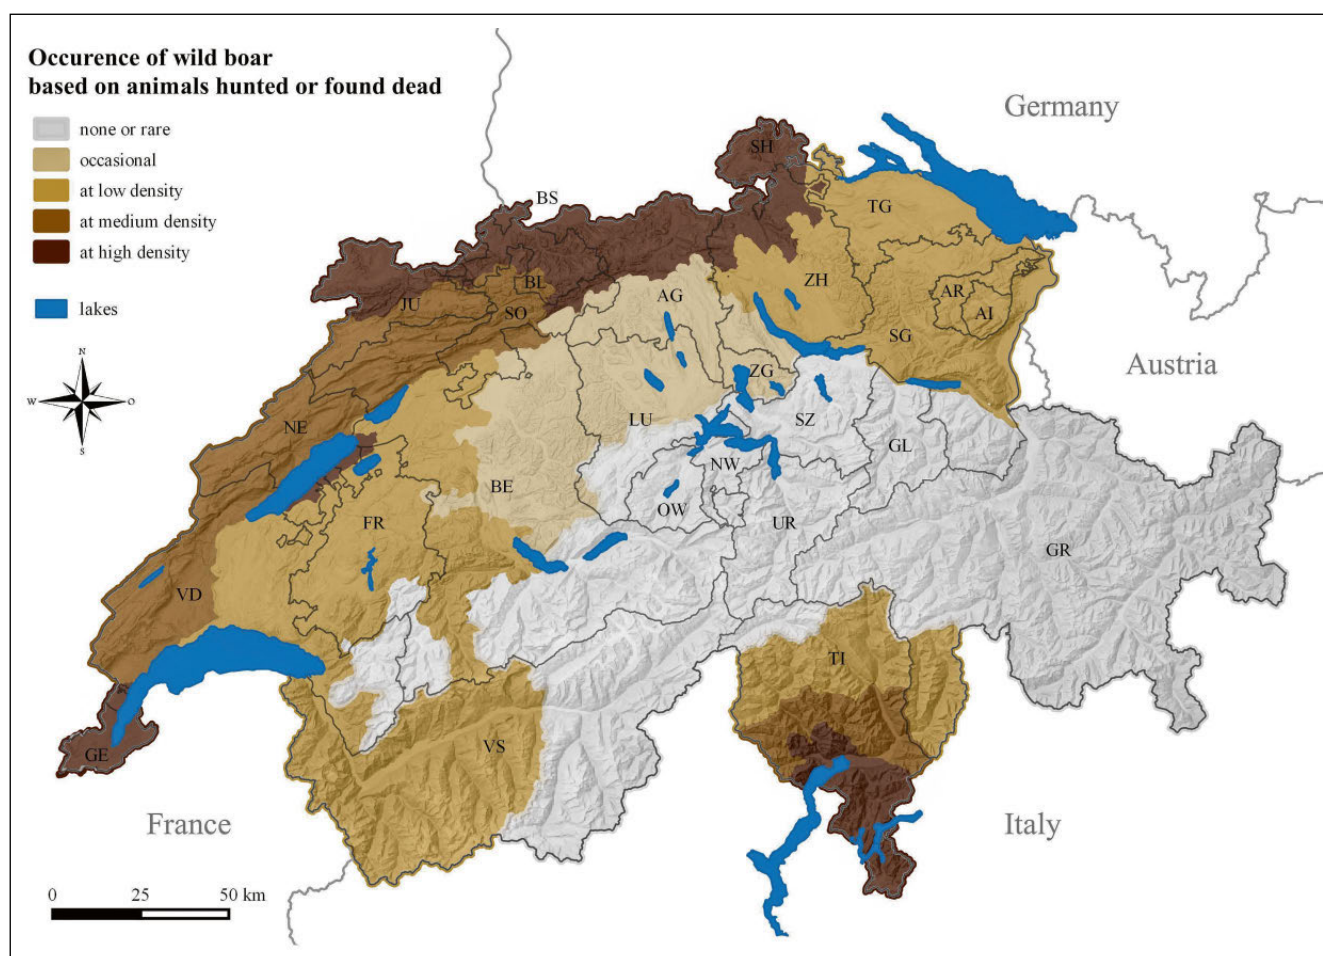 Occurence of wild boar
based on animals hunted or found dead
none or rare
occasional
at low density
at medium density
at high density
lakes
N
W
O
S
Germany
SH
BS
TG
BL
JU
AG
ZH
AR
AI
SO
SG
Austria
ZG
LU
SZ
NE
GL
NW
BE
OW
FR
UR
GR
VD
TI
VS
GE
France
Italy
0 25 50 km